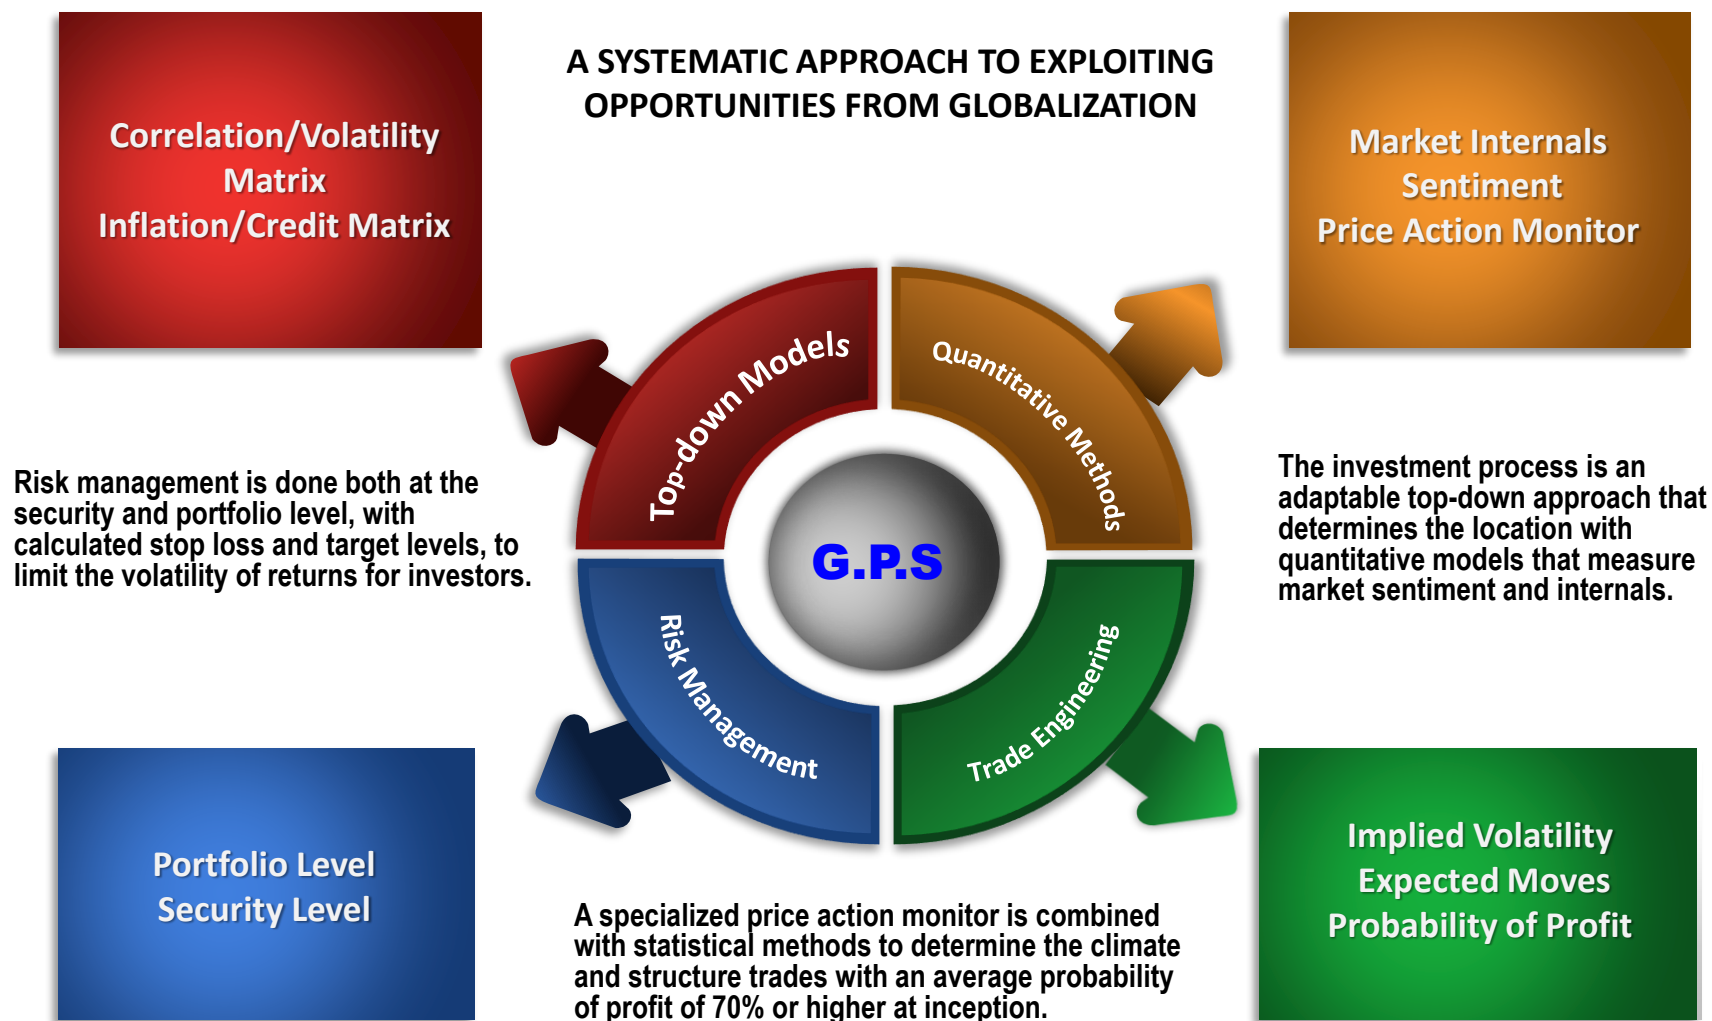 A SYSTEMATIC APPROACH TO EXPLOITING
OPPORTUNITIES FROM GLOBALIZATION
Correlation/Volatility
Matrix
Inflation/Credit Matrix
Market Internals
Sentiment
Price Action Monitor
Top-down Models
Quantitative Methods
Risk management is done both at the
security and portfolio level, with
calculated stop loss and target levels, to
limit the volatility of returns for investors.
G.P.S
The investment process is an
adaptable top-down approach that
determines the location with
quantitative models that measure
market sentiment and internals.
Risk Management
Trade Engineering
Portfolio Level
Security Level
A specialized price action monitor is combined
with statistical methods to determine the climate
and structure trades with an average probability
of profit of 70% or higher at inception.
Implied Volatility
Expected Moves
Probability of Profit